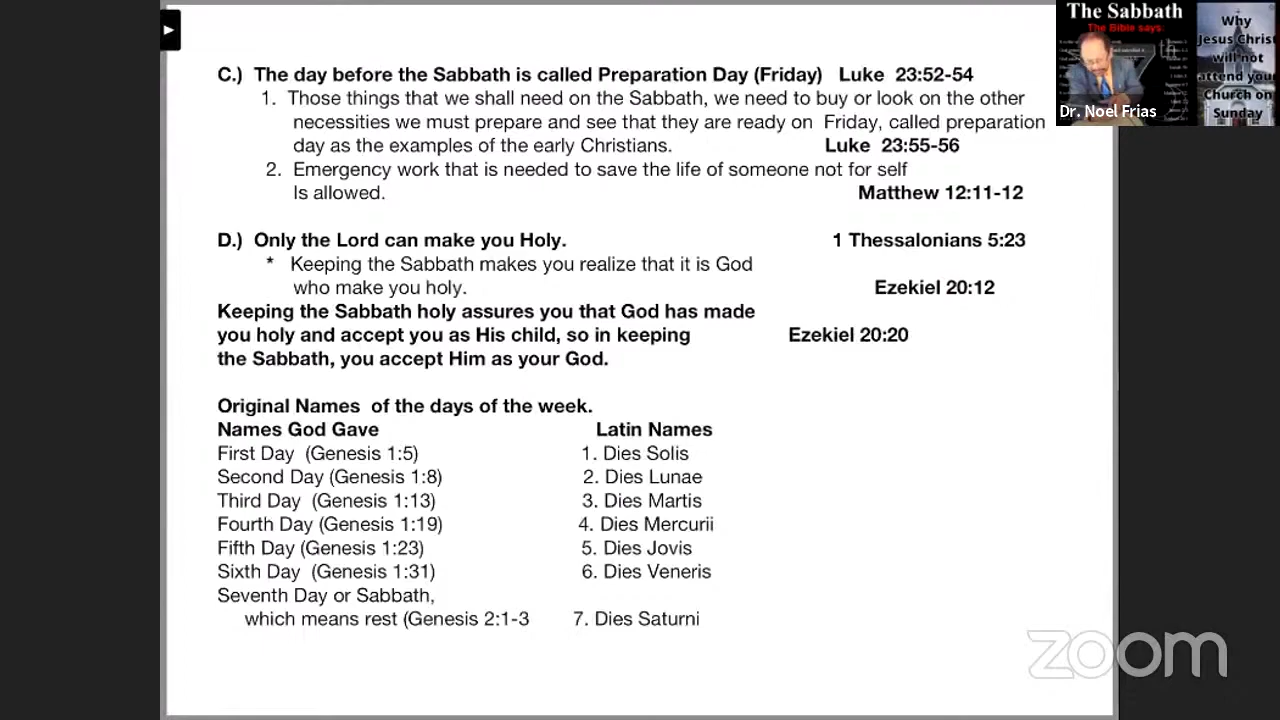 The Sabbath
The Bible says:
Why
Jesus Christ
will not
attend your
Church on
Sunday
Dr. Noel Frias
C.) The day before the Sabbath is called Preparation Day (Friday) Luke 23:52-54
1. Those things that we shall need on the Sabbath, we need to buy or look on the other
necessities we must prepare and see that they are ready on Friday, called preparation
day as the examples of the early Christians. Luke 23:55-56
2. Emergency work that is needed to save the life of someone not for self
Is allowed. Matthew 12:11-12
D.) Only the Lord can make you Holy. 1 Thessalonians 5:23
* Keeping the Sabbath makes you realize that it is God
who make you holy. Ezekiel 20:12
Keeping the Sabbath holy assures you that God has made
you holy and accept you as His child, so in keeping Ezekiel 20:20
the Sabbath, you accept Him as your God.
Original Names of the days of the week.
Names God Gave Latin Names
First Day (Genesis 1:5) 1. Dies Solis
Second Day (Genesis 1:8) 2. Dies Lunae
Third Day (Genesis 1:13) 3. Dies Martis
Fourth Day (Genesis 1:19) 4. Dies Mercurii
Fifth Day (Genesis 1:23) 5. Dies Jovis
Sixth Day (Genesis 1:31) 6. Dies Veneris
Seventh Day or Sabbath,
which means rest (Genesis 2:1-3 7. Dies Saturni
zoom